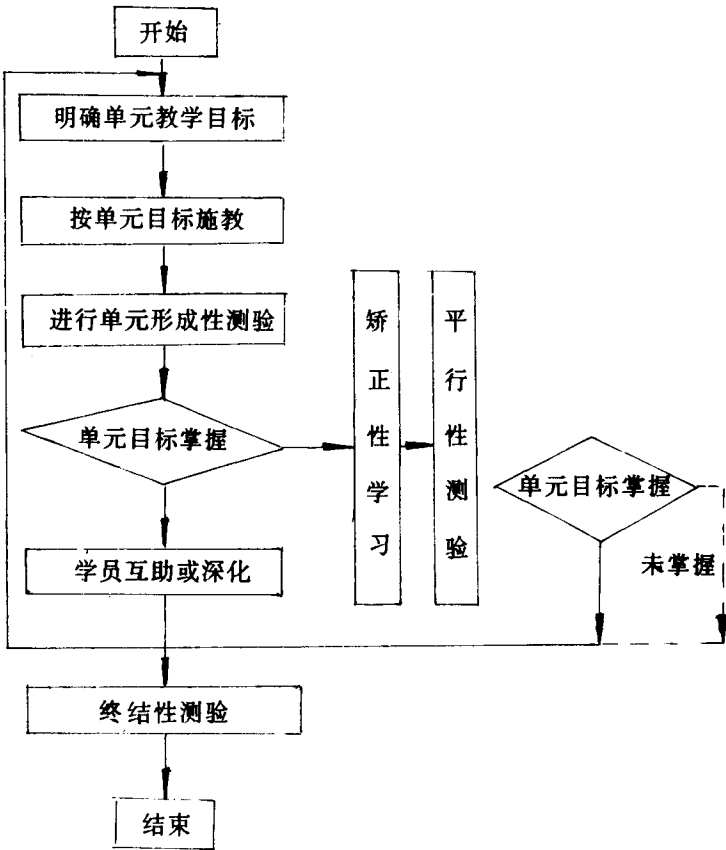 开始
明确单元教学目标
按单元目标施教
进行单元形成性测验
单元目标掌握
矫正性学习
平行性测验
单元目标掌握
未掌握
学员互助或深化
终结性测验
结束